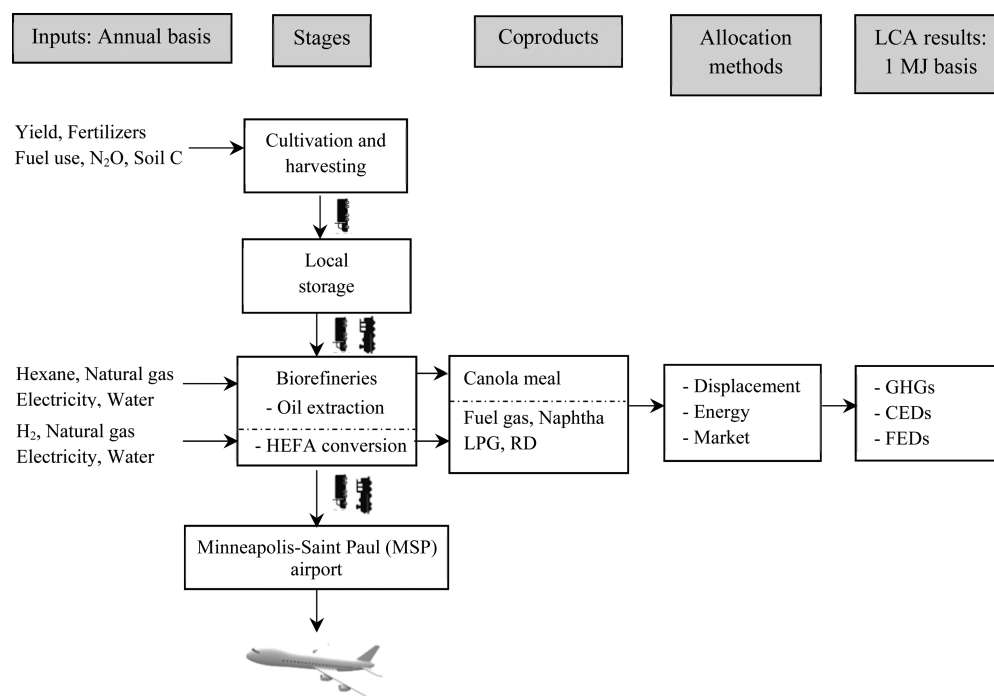 Inputs: Annual basis
Stages
Coproducts
Allocation
methods
LCA results:
1 MJ basis
Yield, Fertilizers
Fuel use, N₂O, Soil C
Cultivation and
harvesting
Local
storage
Hexane, Natural gas
Electricity, Water
H₂, Natural gas
Electricity, Water
Biorefineries
- Oil extraction
- HEFA conversion
Canola meal
Fuel gas, Naphtha
LPG, RD
- Displacement
- Energy
- Market
- GHGs
- CEDs
- FEDs
Minneapolis-Saint Paul (MSP)
airport